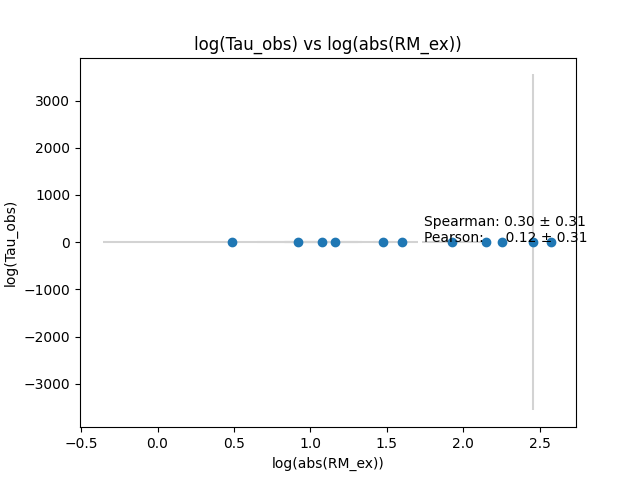 log(Tau_obs) vs log(abs(RM_ex))
3000
2000
1000
0
−1000
−2000
−3000
log(Tau_obs)
Spearman: 0.30 ± 0.31
Pearson: 0.12 ± 0.31
−0.5 0.0 0.5 1.0 1.5 2.0 2.5
log(abs(RM_ex))